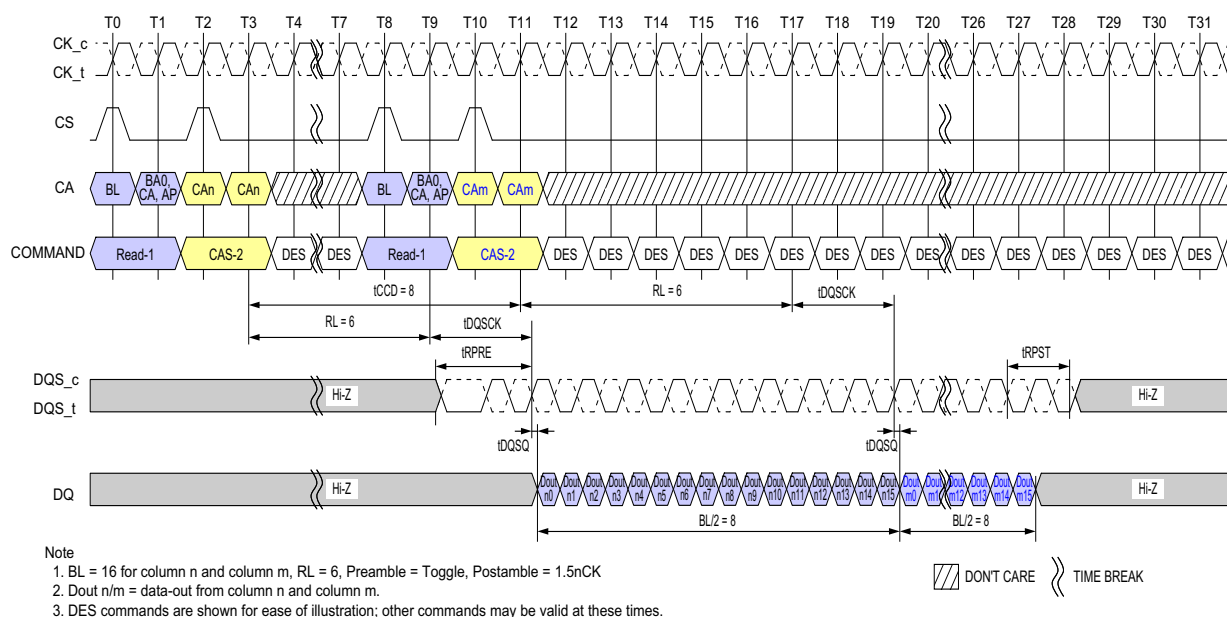 T0 T1 T2 T3 T4 T7 T8 T9 T10 T11 T12 T13 T14 T15 T16 T17 T18 T19 T20 T25 T26 T27 T28 T29 T30 T31
CK_c
CK_t
CS
CA BL BA0, CA, AP CAn CAn BL BA0, CA, AP CAm CAm
COMMAND Read-1 CAS-2 DES DES Read-1 CAS-2 DES DES DES DES DES DES DES DES DES DES DES DES DES DES DES
tCCD = 8 RL = 6 tDQSCK
RL = 6 tDQSCK
tRPRE tRPST
DQS_c
DQS_t
Hi-Z Hi-Z
tDQSQ tDQSQ
DQ Hi-Z Dout n0 Dout n1 Dout n2 Dout n3 Dout n4 Dout n5 Dout n6 Dout n7 Dout n8 Dout n9 Dout n10 Dout n11 Dout n12 Dout n13 Dout n14 Dout n15 Dout m0 Dout m1 Dout m12 Dout m13 Dout m14 Dout m15 Hi-Z
BL/2 = 8 BL/2 = 8
Note
1. BL = 16 for column n and column m, RL = 6, Preamble = Toggle, Postamble = 1.5nCK
2. Dout n/m = data-out from column n and column m.
3. DES commands are shown for ease of illustration; other commands may be valid at these times.
DON'T CARE TIME BREAK